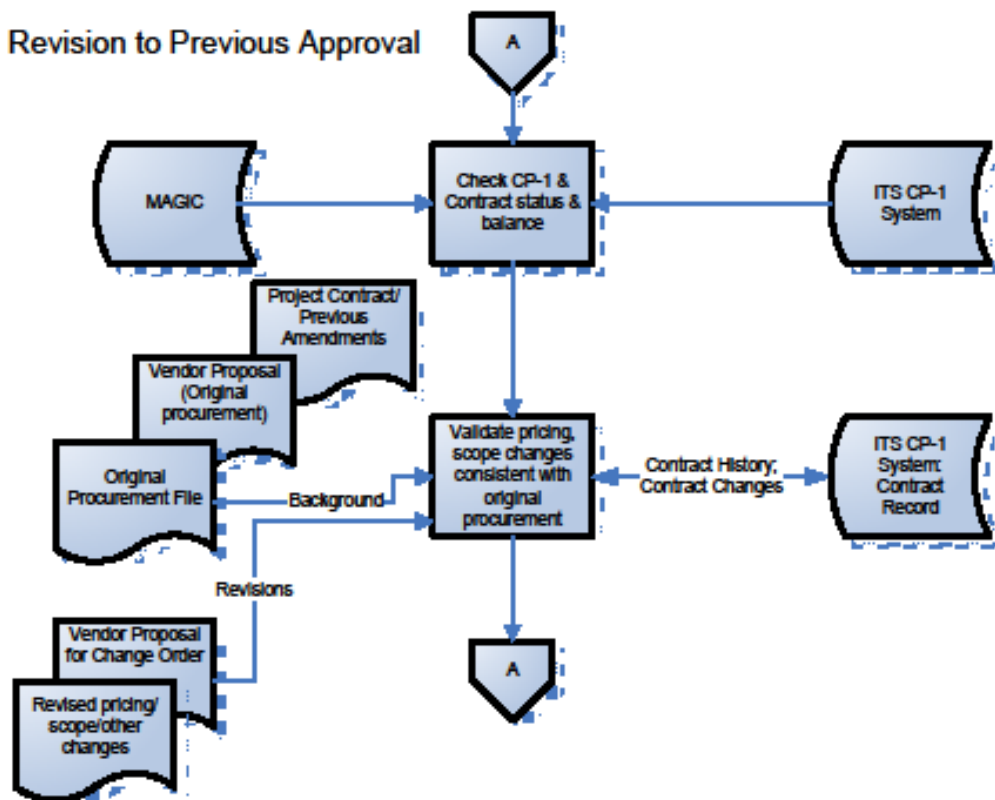 Revision to Previous Approval
A
MAGIC
Check CP-1 &
Contract status &
balance
ITS CP-1
System
Project Contract/
Previous
Amendments
Vendor Proposal
(Original
procurement)
Original
Procurement File
Background
Validate pricing,
scope changes
consistent with
original
procurement
Contract History;
Contract Changes
ITS CP-1
System:
Contract
Record
Revisions
Vendor Proposal
for Change Order
Revised pricing/
scope/other
changes
A